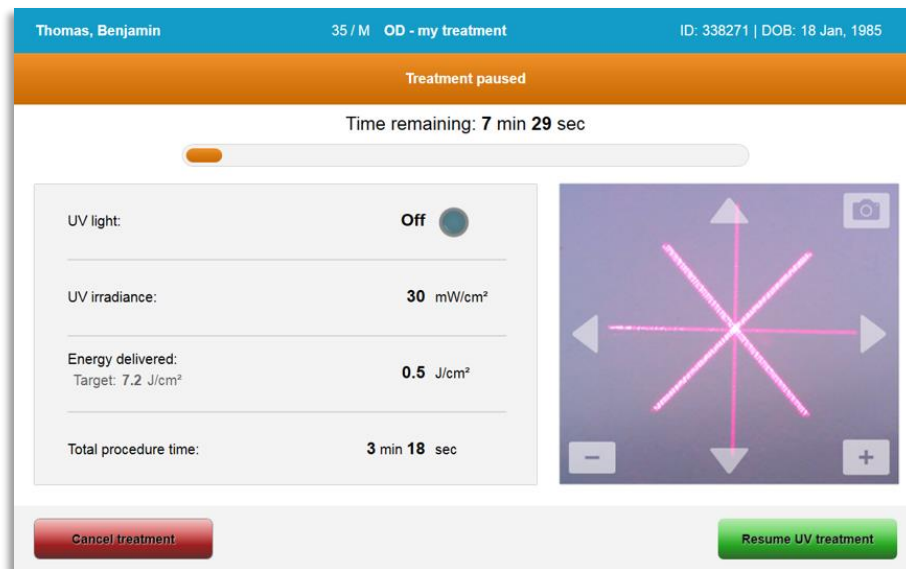 Thomas, Benjamin 35 / M OD - my treatment ID: 338271 | DOB: 18 Jan, 1985
Treatment paused
Time remaining: 7 min 29 sec
UV light: Off
UV irradiance: 30 mW/cm²
Energy delivered:
Target: 7.2 J/cm² 0.5 J/cm²
Total procedure time: 3 min 18 sec
Cancel treatment Resume UV treatment